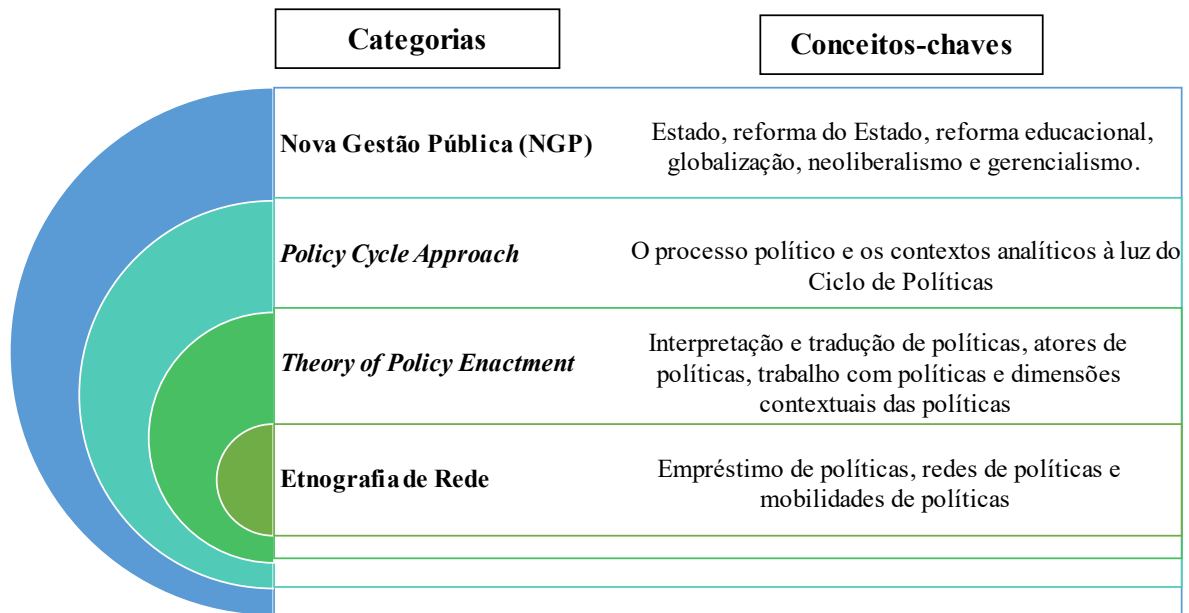 Categorias
Conceitos-chaves
Nova Gestão Pública (NGP)
Estado, reforma do Estado, reforma educacional,
globalização, neoliberalismo e gerencialismo.
Policy Cycle Approach
O processo político e os contextos analíticos à luz do
Ciclo de Políticas
Theory of Policy Enactment
Interpretação e tradução de políticas, atores de
políticas, trabalho com políticas e dimensões
contextuais das políticas
Etnografia de Rede
Empréstimo de políticas, redes de políticas e
mobilidades de políticas